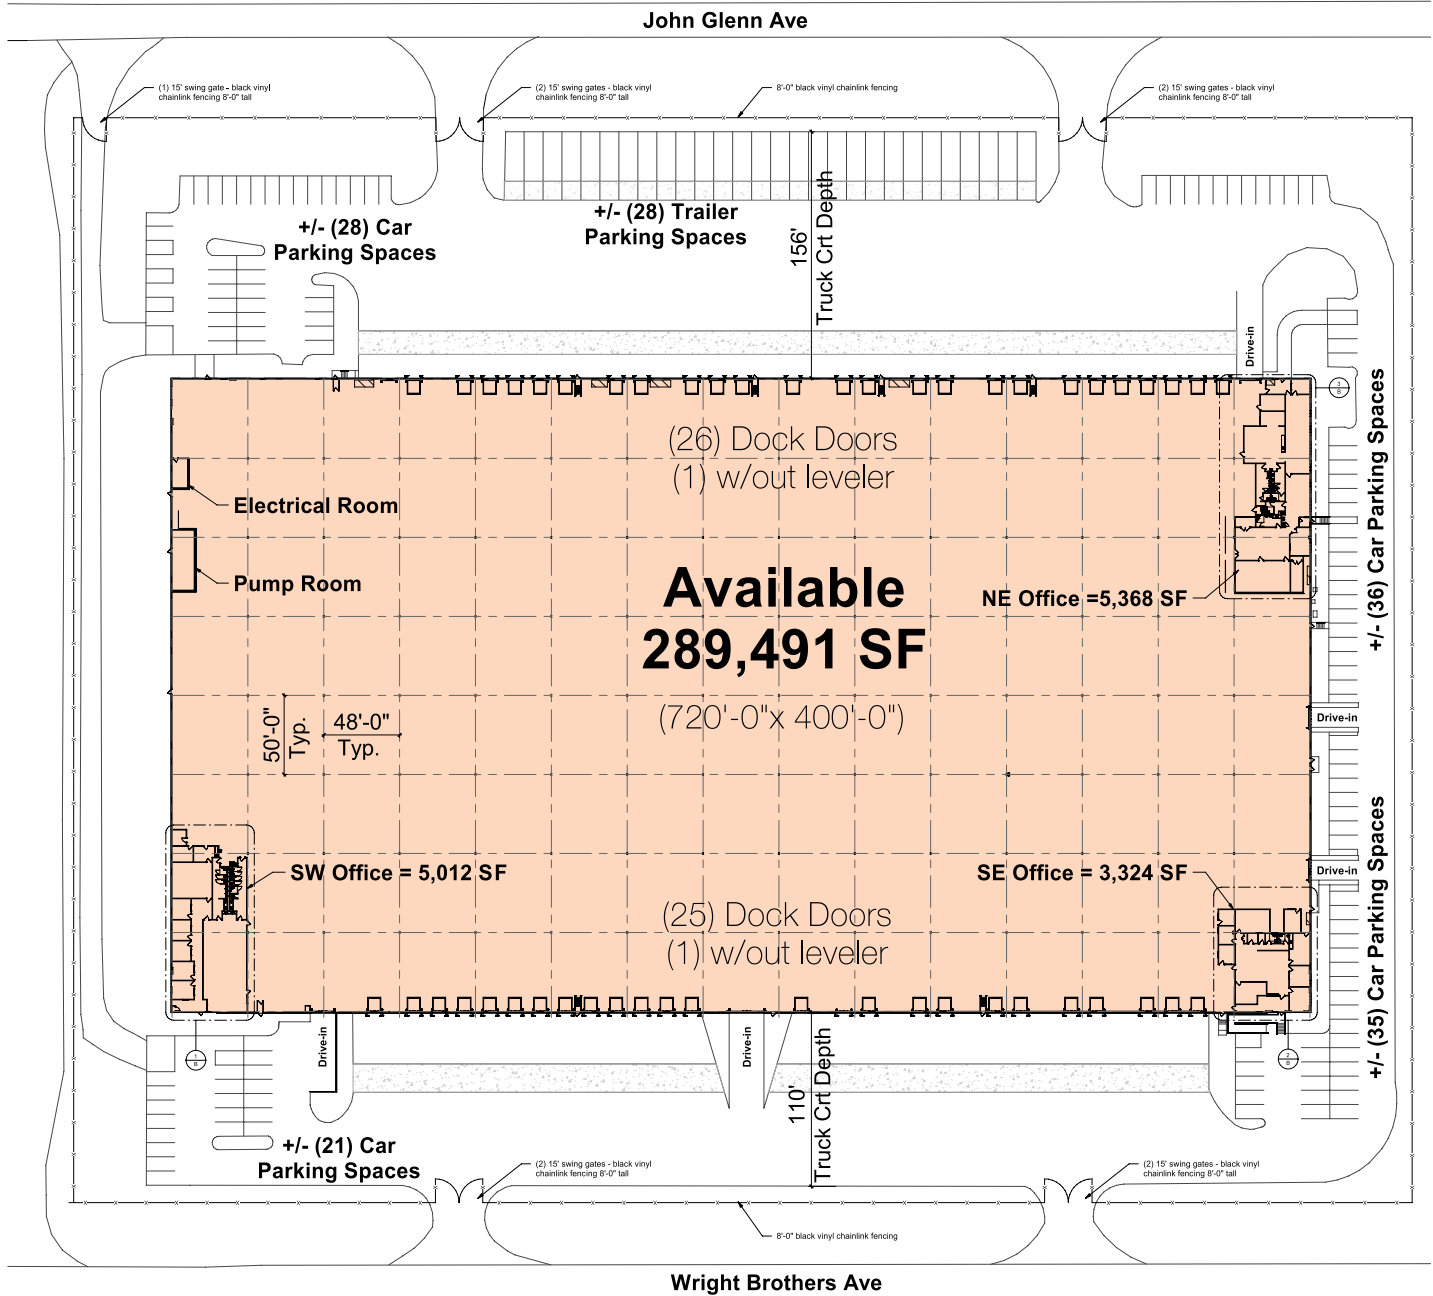 John Glenn Ave
(1) 15' swing gate - black vinyl
chainlink fencing 8'-0" tall
(2) 15' swing gates - black vinyl
chainlink fencing 8'-0" tall
8'-0" black vinyl chainlink fencing
(2) 15' swing gates - black vinyl
chainlink fencing 8'-0" tall
+/- (28) Car
Parking Spaces
+/- (28) Trailer
Parking Spaces
156'
Truck Crt Depth
Drive-in
3
B
(26) Dock Doors
(1) w/out leveler
Electrical Room
Pump Room
Available
289,491 SF
(720'-0"x 400'-0")
NE Office =5,368 SF
+/- (36) Car Parking Spaces
50'-0"
Typ.
48'-0"
Typ.
Drive-in
SW Office = 5,012 SF
SE Office = 3,324 SF
Drive-in
(25) Dock Doors
(1) w/out leveler
+/- (35) Car Parking Spaces
1
B
Drive-in
Drive-in
110'
Truck Crt Depth
2
B
+/- (21) Car
Parking Spaces
(2) 15' swing gates - black vinyl
chainlink fencing 8'-0" tall
(2) 15' swing gates - black vinyl
chainlink fencing 8'-0" tall
8'-0" black vinyl chainlink fencing
Wright Brothers Ave